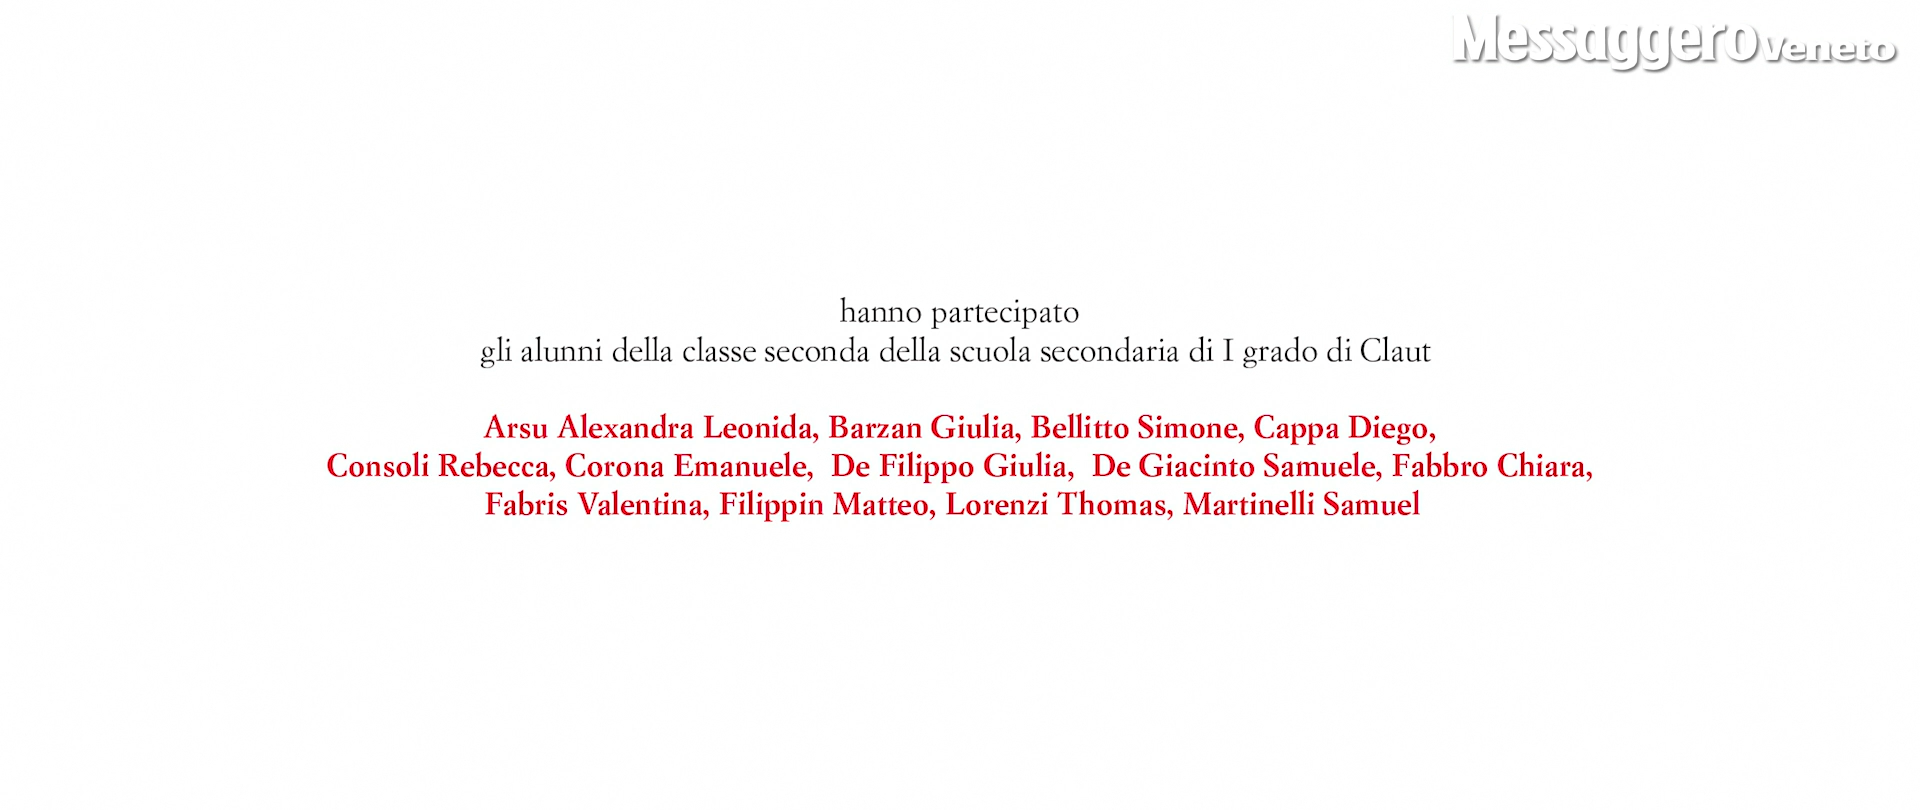 Messaggero Veneto
hanno partecipato
gli alunni della classe seconda della scuola secondaria di I grado di Claut
Arsu Alexandra Leonida, Barzan Giulia, Bellitto Simone, Cappa Diego,
Consoli Rebecca, Corona Emanuele, De Filippo Giulia, De Giacinto Samuele, Fabbro Chiara,
Fabris Valentina, Filippin Matteo, Lorenzi Thomas, Martinelli Samuel